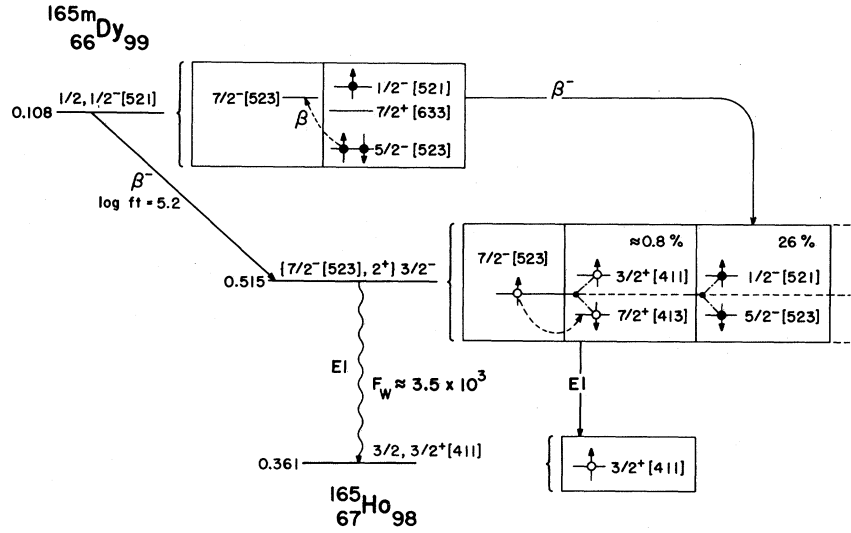 165m
66Dy99
1/2, 1/2⁻[521]
0.108
β⁻
log ft = 5.2
7/2⁻[523]
β
1/2⁻[521]
7/2⁺[633]
5/2⁻[523]
β⁻
{7/2⁻[523], 2⁺} 3/2⁻
0.515
7/2⁻[523]
≈0.8 %
3/2⁺[411]
7/2⁺[413]
26 %
1/2⁻[521]
5/2⁻[523]
E1
F_W ≈ 3.5 x 10³
E1
3/2, 3/2⁺[411]
0.361
3/2⁺[411]
165
67Ho98